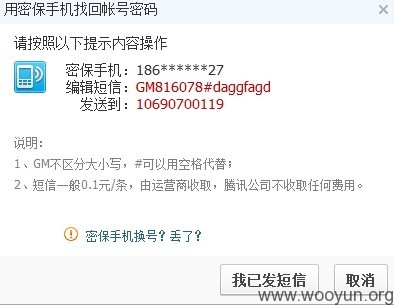 用密保手机找回帐号密码
请按照以下提示内容操作
密保手机：186******27
编辑短信：GM816078#daggfagd
发送到：10690700119
说明：
1、GM不区分大小写，#可以用空格代替；
2、短信一般0.1元/条，由运营商收取，腾讯公司不收取任何费用。
密保手机换号？丢了？
我已发短信 取消
www.wooyun.org